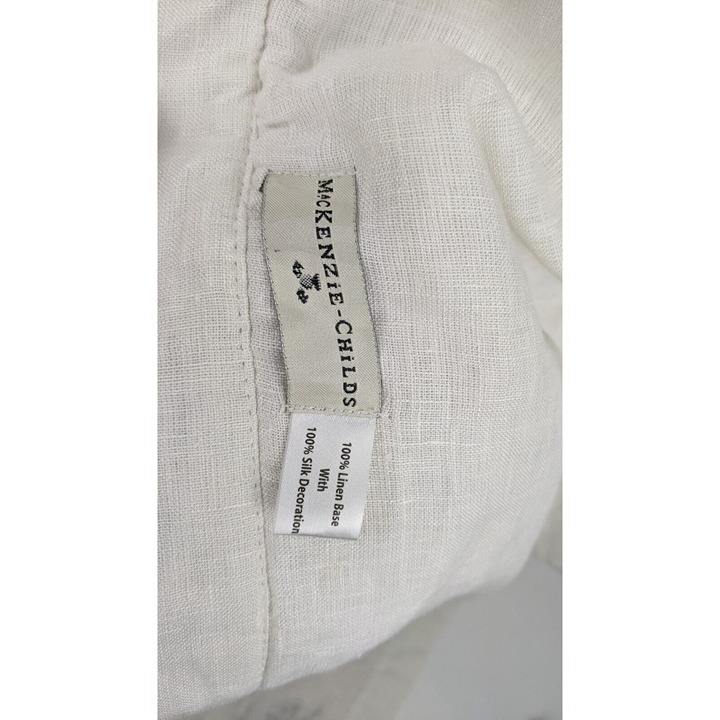 MacKENZiE-CHiLDS
100% Linen Base
With
100% Silk Decoration